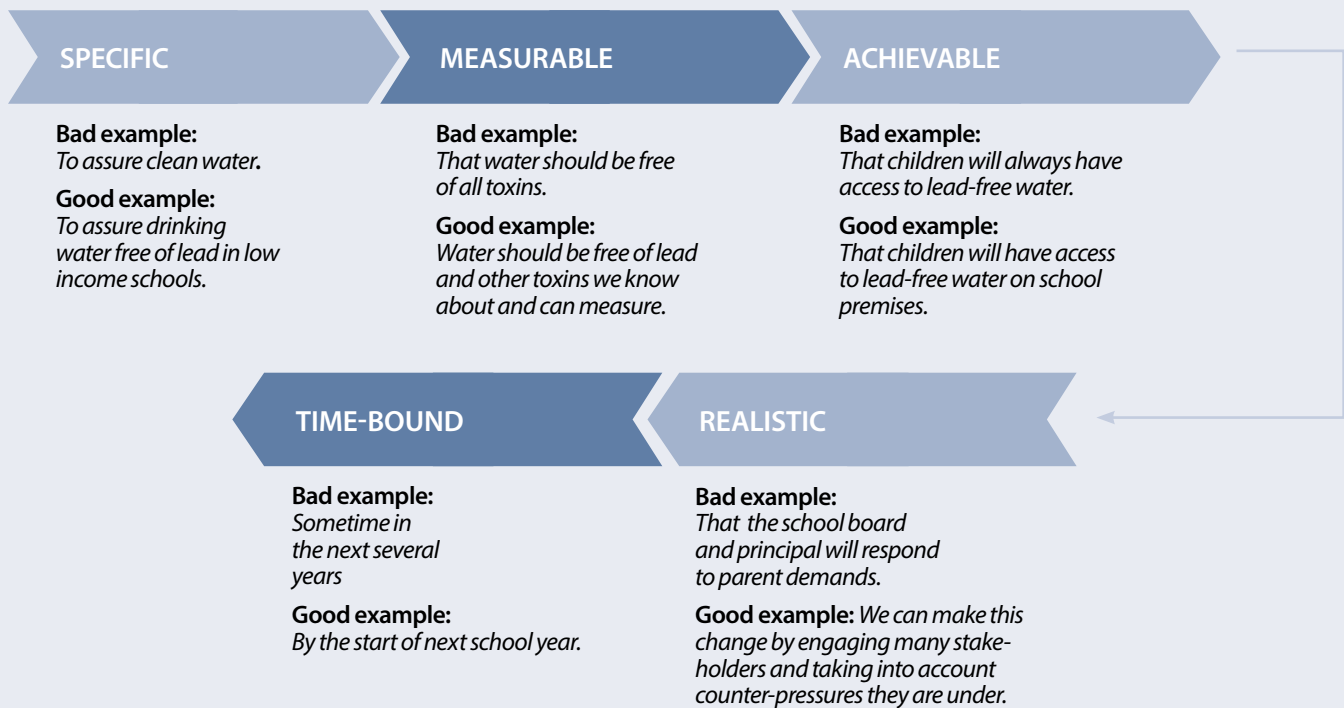 SPECIFIC
Bad example:
To assure clean water.
Good example:
To assure drinking
water free of lead in low
income schools.
MEASURABLE
Bad example:
That water should be free
of all toxins.
Good example:
Water should be free of lead
and other toxins we know
about and can measure.
ACHIEVABLE
Bad example:
That children will always have
access to lead-free water.
Good example:
That children will have access
to lead-free water on school
premises.
REALISTIC
Bad example:
That the school board
and principal will respond
to parent demands.
Good example: We can make this
change by engaging many stake-
holders and taking into account
counter-pressures they are under.
TIME-BOUND
Bad example:
Sometime in
the next several
years
Good example:
By the start of next school year.